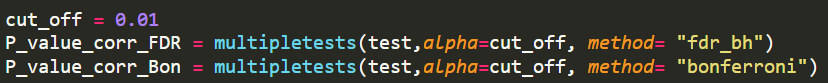 cut_off = 0.01
P_value_corr_FDR = multipletests(test,alpha=cut_off, method= "fdr_bh")
P_value_corr_Bon = multipletests(test,alpha=cut_off, method= "bonferroni")